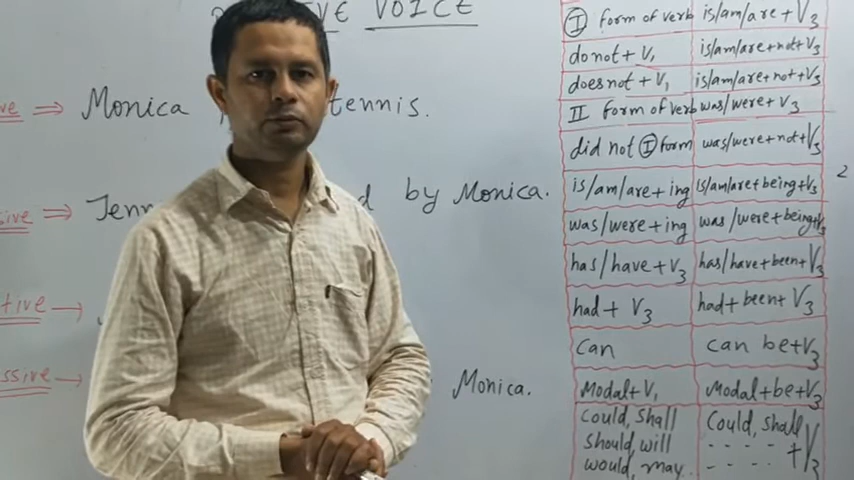 VE VOICE
ive ⇒ Monica tennis.
sive ⇒ Tenn d by Monica.
tive →
ssive → Monica.
I form of verb is/am/are + V3
do not + V1 is/am/are + not + V3
does not + V1 is/am/are + not + V3
II form of verb was/were + V3
did not I form was/were + not + V3
is/am/are + ing is/am/are + being + V3
was/were + ing was/were + being + V3
has/have + V3 has/have + been + V3
had + V3 had + been + V3
can can be + V3
Modal + V1 Modal + be + V3
Could, shall Could, shall
should, will - - - - - + V3
would, may.. - - - - -
2